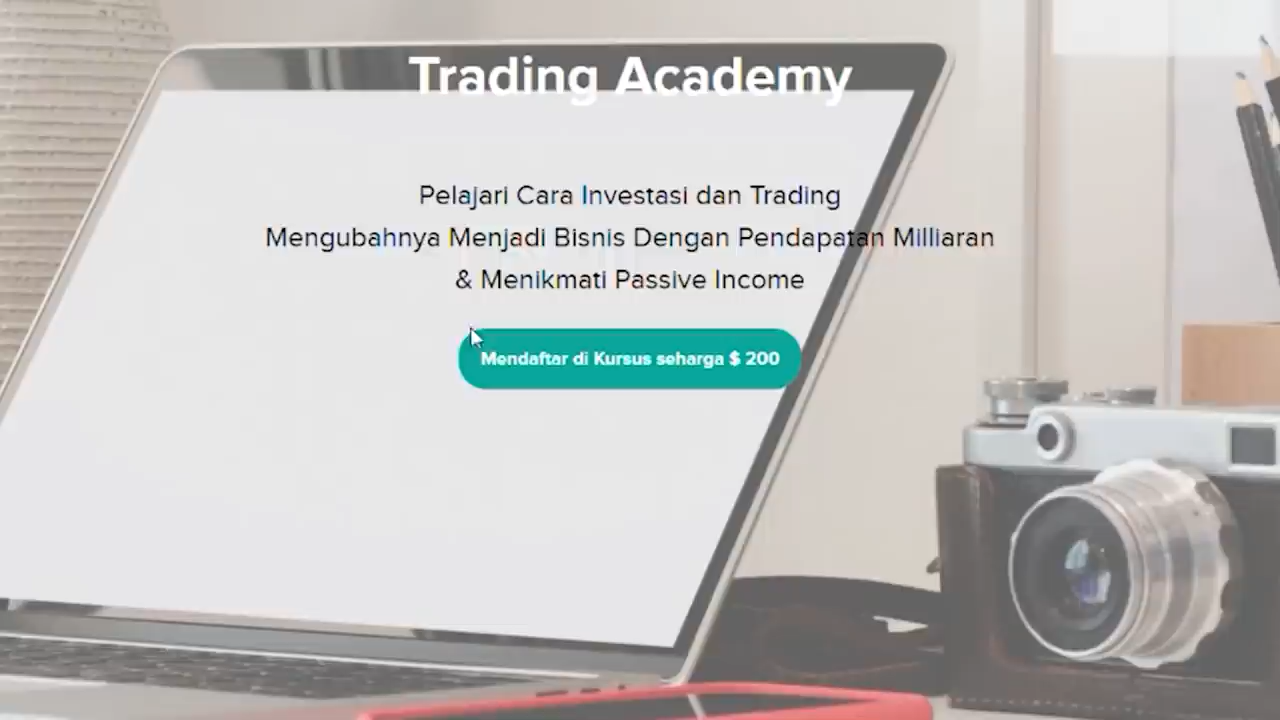 Trading Academy
Pelajari Cara Investasi dan Trading
Mengubahnya Menjadi Bisnis Dengan Pendapatan Milliaran
& Menikmati Passive Income
Mendaftar di Kursus seharga $ 200